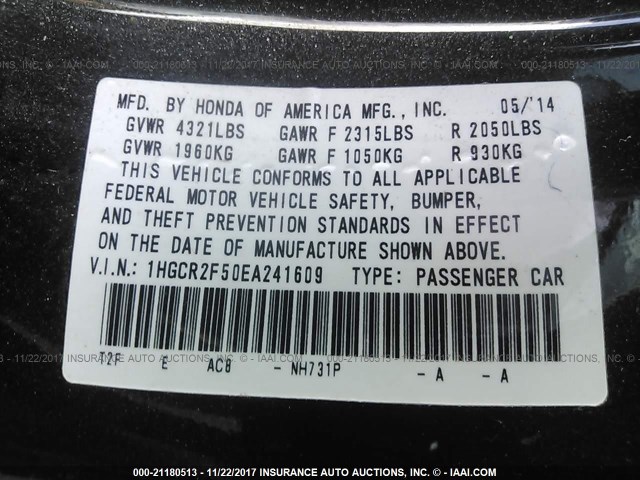 MFD. BY HONDA OF AMERICA MFG., INC. 05/'14
GVWR 4321LBS GAWR F 2315LBS R 2050LBS
GVWR 1960KG GAWR F 1050KG R 930KG
THIS VEHICLE CONFORMS TO ALL APPLICABLE
FEDERAL MOTOR VEHICLE SAFETY, BUMPER,
AND THEFT PREVENTION STANDARDS IN EFFECT
ON THE DATE OF MANUFACTURE SHOWN ABOVE.
V.I.N.: 1HGCR2F50EA241609 TYPE: PASSENGER CAR
T2F E AC8 - NH731P - A - A
000-21180513 - 11/22/2017 INSURANCE AUTO AUCTIONS, INC. - © IAAI.COM